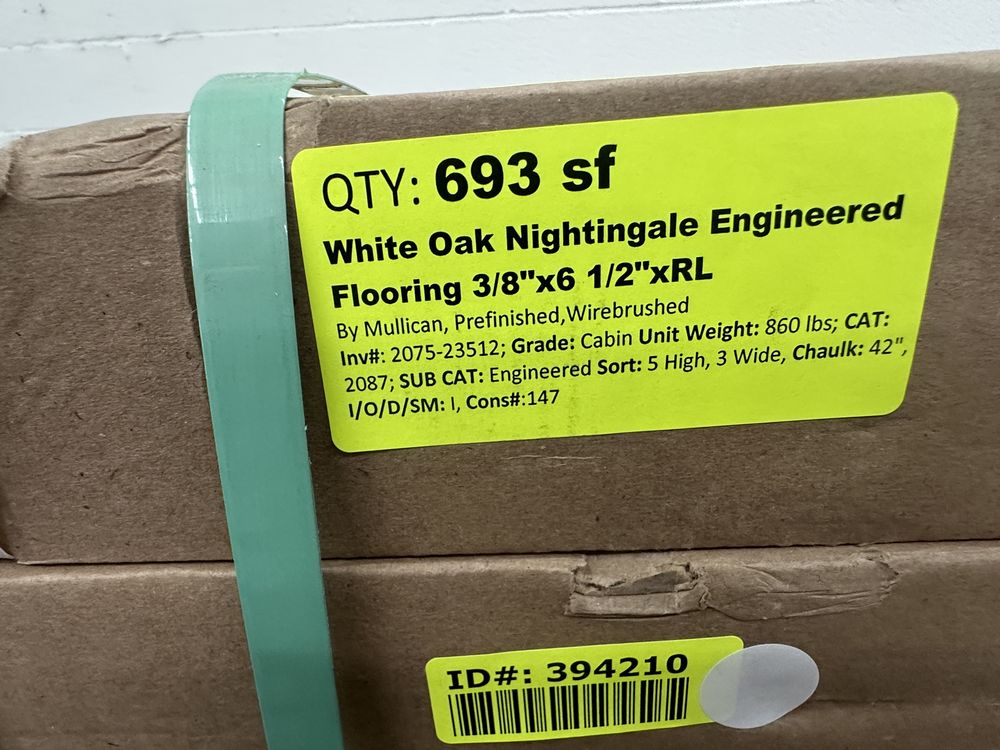 QTY: 693 sf
White Oak Nightingale Engineered
Flooring 3/8"x6 1/2"xRL
By Mullican, Prefinished,Wirebrushed
Inv#: 2075-23512; Grade: Cabin Unit Weight: 860 lbs; CAT:
2087; SUB CAT: Engineered Sort: 5 High, 3 Wide, Chaulk: 42",
I/O/D/SM: I, Cons#:147
ID#: 394210